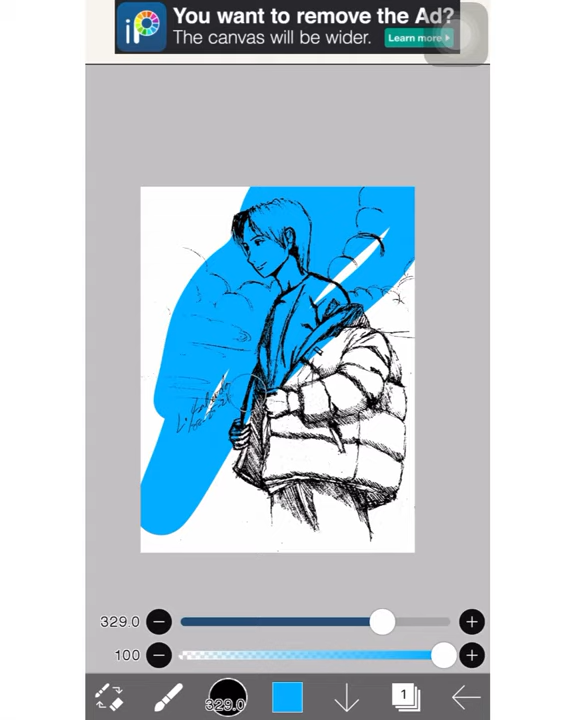 iP
You want to remove the Ad?
The canvas will be wider.
Learn more
329.0
100
329.0
1